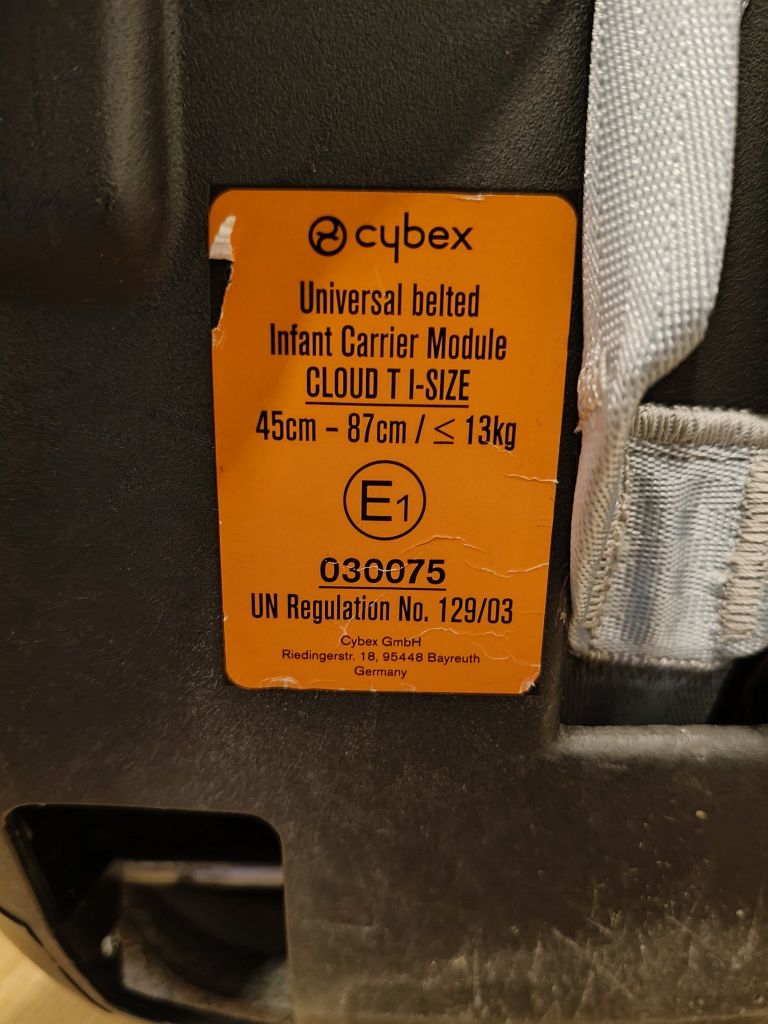 cybex
Universal belted
Infant Carrier Module
CLOUD T I-SIZE
45cm – 87cm / ≤ 13kg
E1
030075
UN Regulation No. 129/03
Cybex GmbH
Riedingerstr. 18, 95448 Bayreuth
Germany